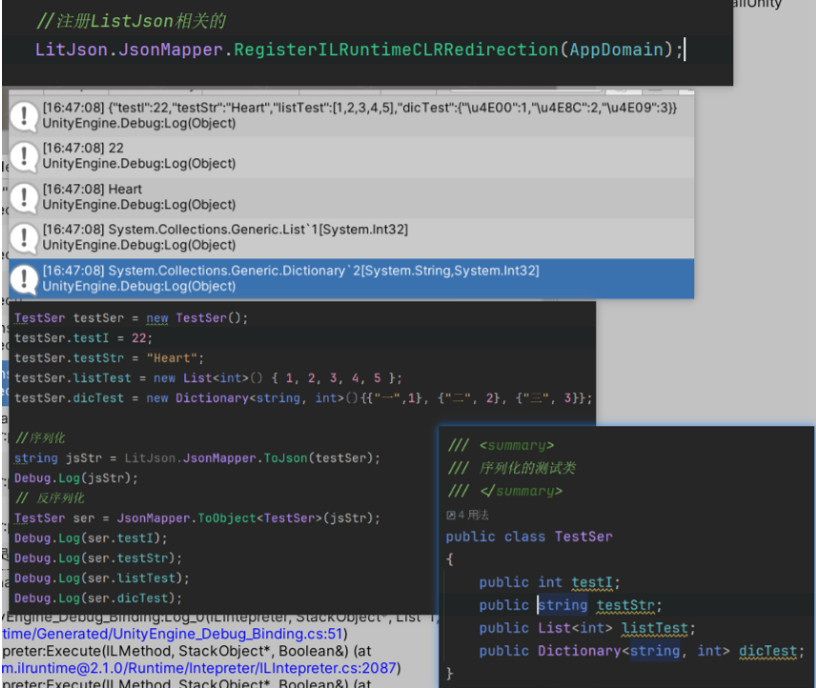 allUnity
//注册ListJson相关的
LitJson.JsonMapper.RegisterILRuntimeCLRRedirection(AppDomain);
[16:47:08] {"testI":22,"testStr":"Heart","listTest":[1,2,3,4,5],"dicTest":{"\u4E00":1,"\u4E8C":2,"\u4E09":3}}
UnityEngine.Debug:Log(Object)
[16:47:08] 22
UnityEngine.Debug:Log(Object)
[16:47:08] Heart
UnityEngine.Debug:Log(Object)
[16:47:08] System.Collections.Generic.List`1[System.Int32]
UnityEngine.Debug:Log(Object)
[16:47:08] System.Collections.Generic.Dictionary`2[System.String,System.Int32]
UnityEngine.Debug:Log(Object)
TestSer testSer = new TestSer();
testSer.testI = 22;
testSer.testStr = "Heart";
testSer.listTest = new List<int>() { 1, 2, 3, 4, 5 };
testSer.dicTest = new Dictionary<string, int>(){{"一",1}, {"二", 2}, {"三", 3}};
//序列化
string jsStr = LitJson.JsonMapper.ToJson(testSer);
Debug.Log(jsStr);
// 反序列化
TestSer ser = JsonMapper.ToObject<TestSer>(jsStr);
Debug.Log(ser.testI);
Debug.Log(ser.testStr);
Debug.Log(ser.listTest);
Debug.Log(ser.dicTest);
/// <summary>
/// 序列化的测试类
/// </summary>
4 用法
public class TestSer
{
public int testI;
public string testStr;
public List<int> listTest;
public Dictionary<string, int> dicTest;
}
yEngine_Debug_Binding:Log_0(ILIntepreter, StackObject*, List`1,
time/Generated/UnityEngine_Debug_Binding.cs:51)
preter:Execute(ILMethod, StackObject*, Boolean&) (at
m.ilruntime@2.1.0/Runtime/Intepreter/ILIntepreter.cs:2087)
preter:Execute(ILMethod, StackObject*, Boolean&) (at